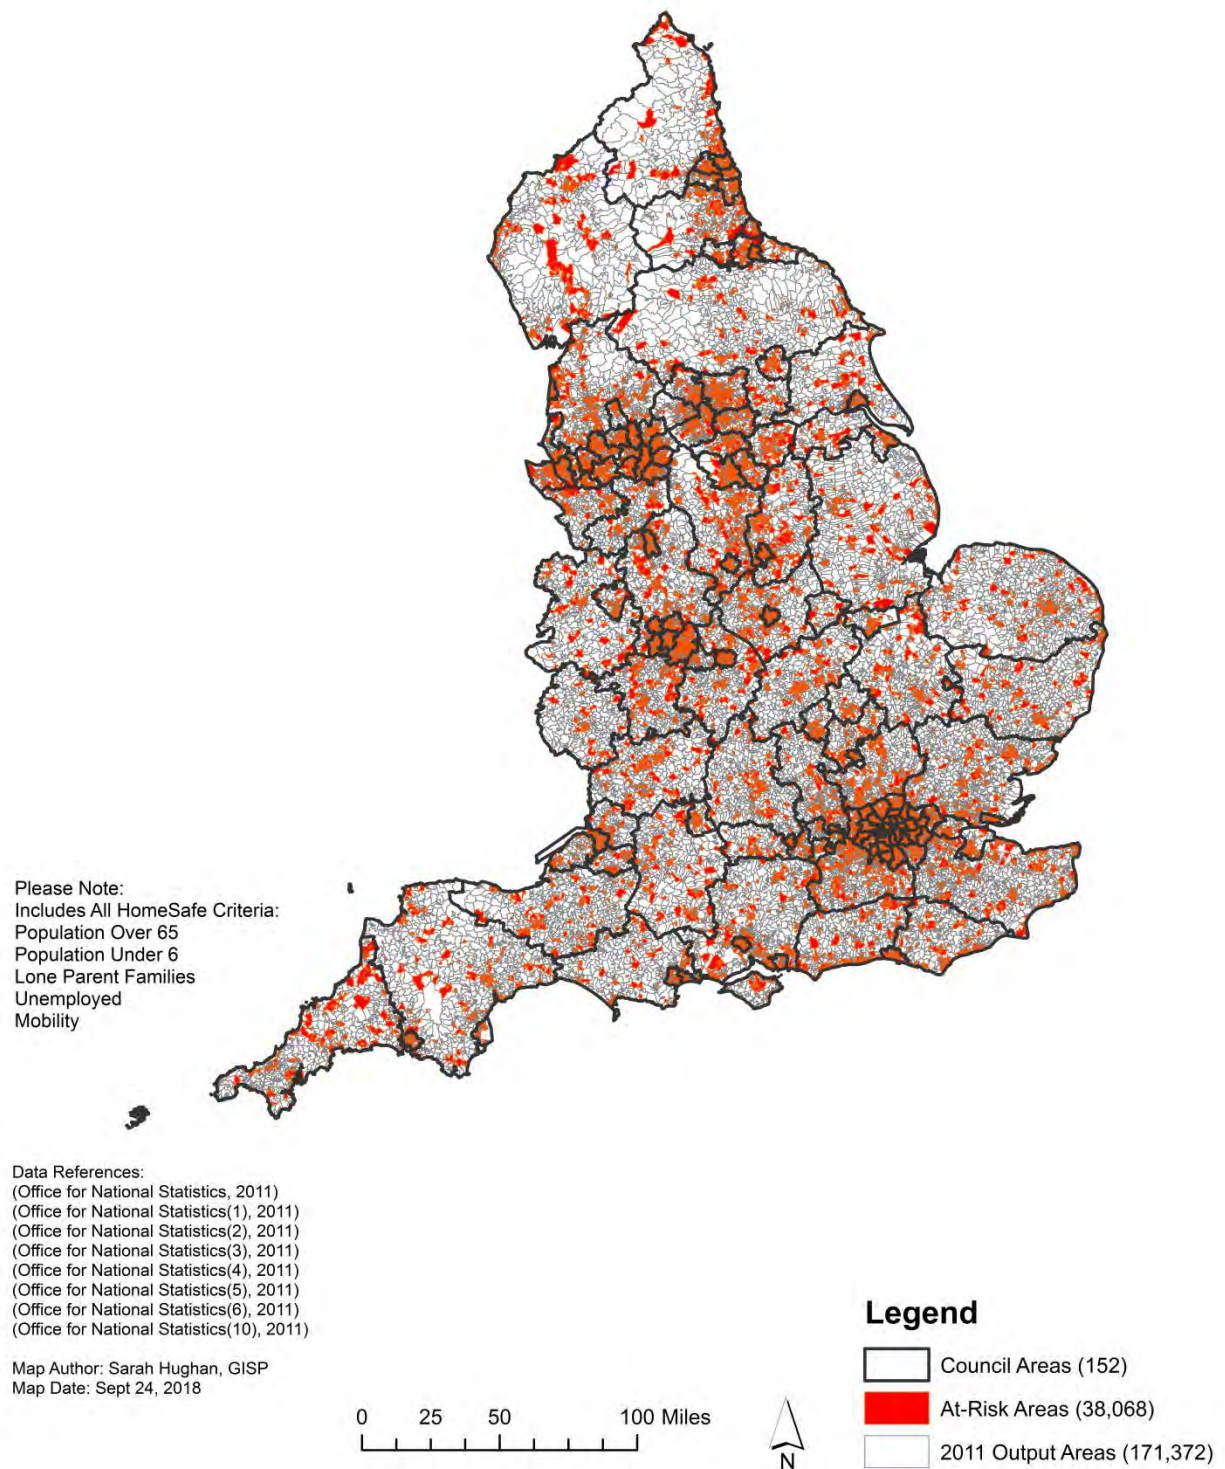 Please Note:
Includes All HomeSafe Criteria:
Population Over 65
Population Under 6
Lone Parent Families
Unemployed
Mobility
Data References:
(Office for National Statistics, 2011)
(Office for National Statistics(1), 2011)
(Office for National Statistics(2), 2011)
(Office for National Statistics(3), 2011)
(Office for National Statistics(4), 2011)
(Office for National Statistics(5), 2011)
(Office for National Statistics(6), 2011)
(Office for National Statistics(10), 2011)
Map Author: Sarah Hughan, GISP
Map Date: Sept 24, 2018
0 25 50 100 Miles
N
Legend
Council Areas (152)
At-Risk Areas (38,068)
2011 Output Areas (171,372)